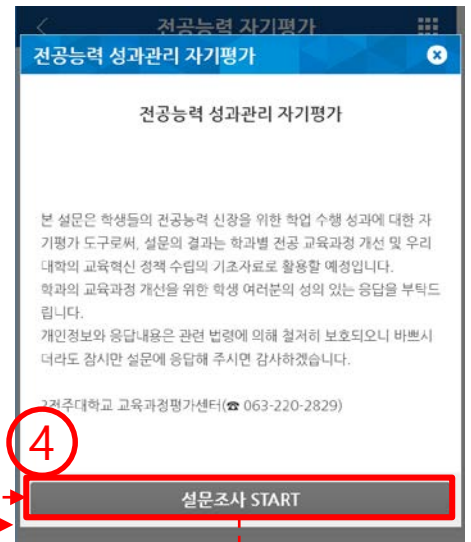 전공능력 자기평가
전공능력 성과관리 자기평가
전공능력 성과관리 자기평가
본 설문은 학생들의 전공능력 신장을 위한 학업 수행 성과에 대한 자
기평가 도구로써, 설문의 결과는 학과별 전공 교육과정 개선 및 우리
대학의 교육혁신 정책 수립의 기초자료로 활용할 예정입니다.
학과의 교육과정 개선을 위한 학생 여러분의 성의 있는 응답을 부탁드
립니다.
개인정보와 응답내용은 관련 법령에 의해 철저히 보호되오니 바쁘시
더라도 잠시만 설문에 응답해 주시면 감사하겠습니다.
?전주대학교 교육과정평가센터(☎ 063-220-2829)
4
설문조사 START